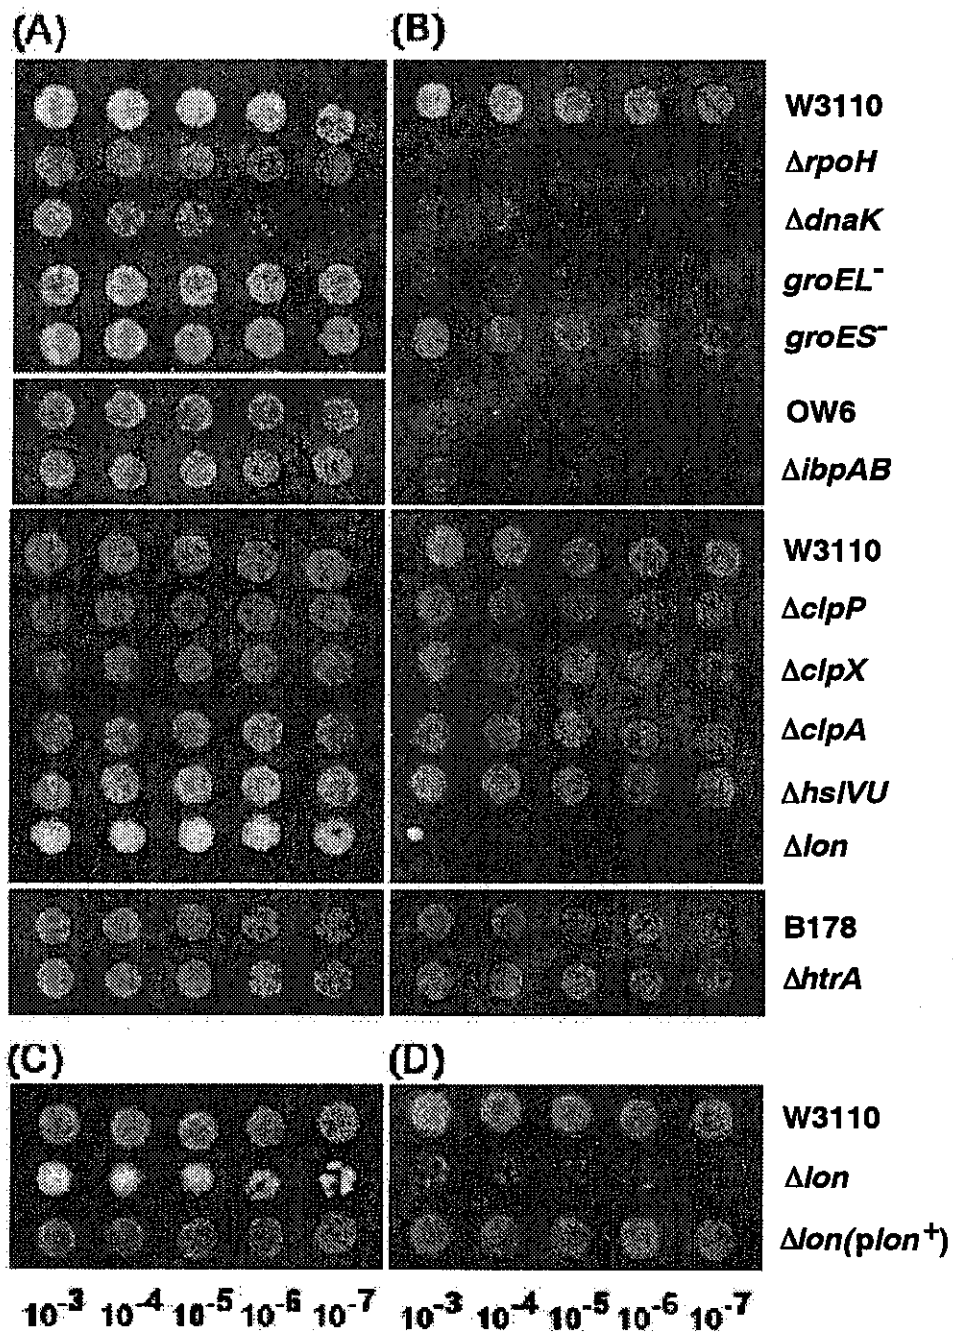 (A) (B)
W3110
ΔrpoH
ΔdnaK
groEL⁻
groES⁻
OW6
ΔibpAB
W3110
ΔclpP
ΔclpX
ΔclpA
ΔhslVU
Δlon
B178
ΔhtrA
(C) (D)
W3110
Δlon
Δlon(plon⁺)
10⁻³ 10⁻⁴ 10⁻⁵ 10⁻⁶ 10⁻⁷ 10⁻³ 10⁻⁴ 10⁻⁵ 10⁻⁶ 10⁻⁷